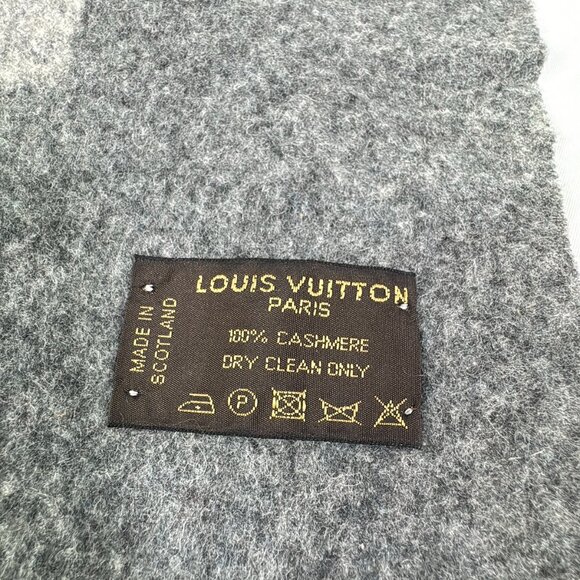 LOUIS VUITTON
PARIS
100% CASHMERE
DRY CLEAN ONLY
P
MADE IN
SCOTLAND